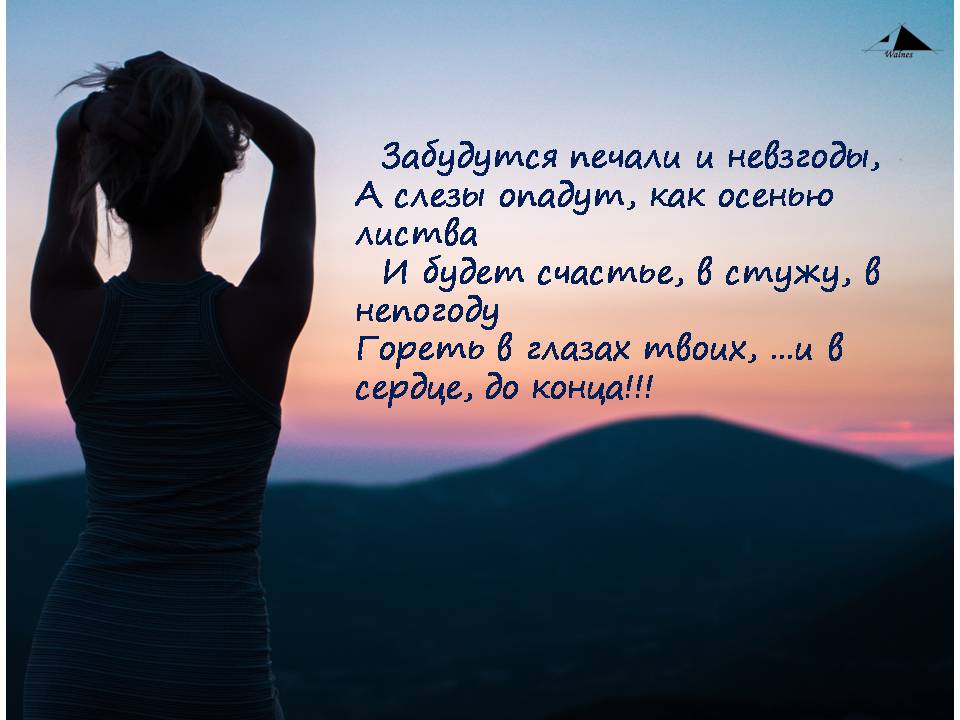 Walnes
Забудутся печали и невзгоды,
А слезы опадут, как осенью
листва
И будет счастье, в стужу, в
непогоду
Гореть в глазах твоих, ...и в
сердце, до конца!!!